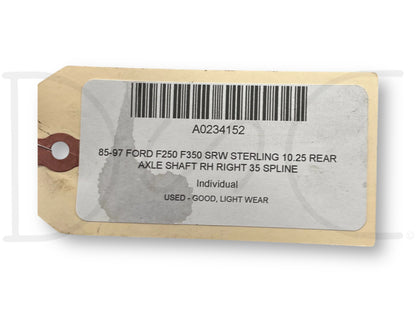 A0234152
85-97 FORD F250 F350 SRW STERLING 10.25 REAR
AXLE SHAFT RH RIGHT 35 SPLINE
Individual
USED - GOOD, LIGHT WEAR